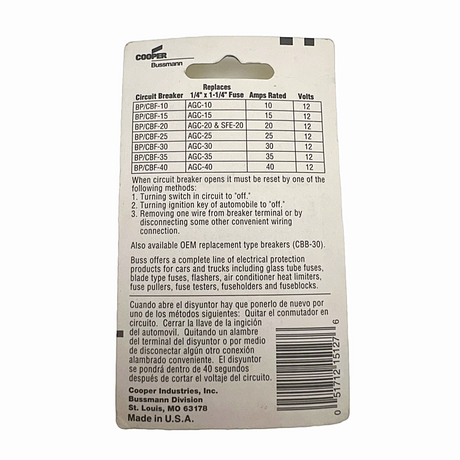 COOPER
Bussmann
Replaces
Circuit Breaker 1/4" x 1-1/4" Fuse Amps Rated Volts
BP/CBF-10 AGC-10 10 12
BP/CBF-15 AGC-15 15 12
BP/CBF-20 AGC-20 & SFE-20 20 12
BP/CBF-25 AGC-25 25 12
BP/CBF-30 AGC-30 30 12
BP/CBF-35 AGC-35 35 12
BP/CBF-40 AGC-40 40 12
When circuit breaker opens it must be reset by one of the
following methods:
1. Turning switch in circuit to "off."
2. Turning ignition key of automobile to "off."
3. Removing one wire from breaker terminal or by
disconnecting some other convenient wiring
connection.
Also available OEM replacement type breakers (CBB-30).
Buss offers a complete line of electrical protection
products for cars and trucks including glass tube fuses,
blade type fuses, flashers, air conditioner heat limiters,
fuse pullers, fuse testers, fuseholders and fuseblocks.
Cuando abre el disyuntor hay que ponerlo de nuevo por
uno de los métodos siguientes: Quitar el conmutador en
circuito. Cerrar la llave de la ingición
del automovil. Quitando un alambre
del terminal del disyuntor o por medio
de disconectar algún otro conexión
alambrado conveniente. El disyuntor
se pondrá dentro de 40 segundos
después de cortar el voltaje del circuito.
Cooper Industries, Inc.
Bussmann Division
St. Louis, MO 63178
Made in U.S.A.
0 51712 15127 6